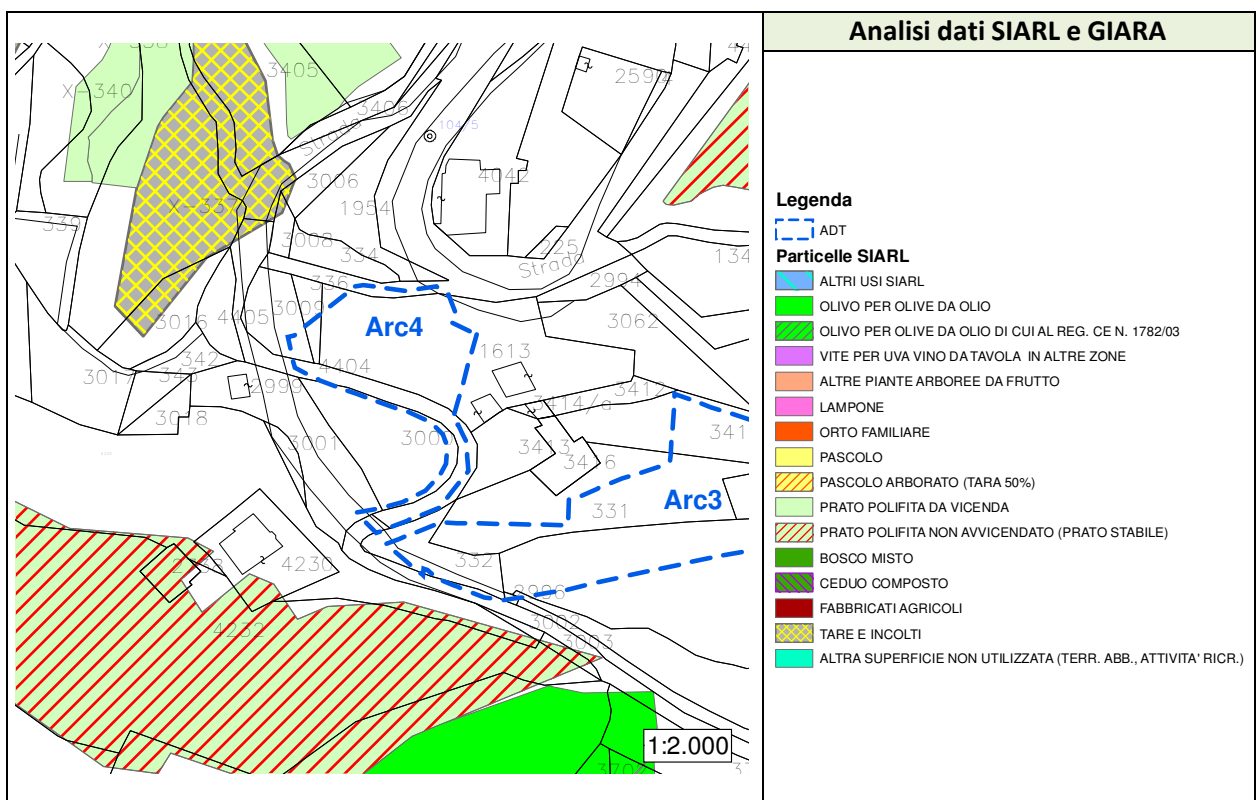 Analisi dati SIARL e GIARA
X-340
3405
2590
3406
Strada
10475
3006
4042
X-337
1954
339
3008
225
334
134
Strada
2994
336
3009
3016
4405
3062
Arc4
342
4404
1613
3017
343
2999
3412
3414/a
3018
3001
3000
341
3413
3416
Arc3
331
332
4230
2996
3002
4232
3003
1:2.000
Legenda
ADT
Particelle SIARL
ALTRI USI SIARL
OLIVO PER OLIVE DA OLIO
OLIVO PER OLIVE DA OLIO DI CUI AL REG. CE N. 1782/03
VITE PER UVA VINO DA TAVOLA IN ALTRE ZONE
ALTRE PIANTE ARBOREE DA FRUTTO
LAMPONE
ORTO FAMILIARE
PASCOLO
PASCOLO ARBORATO (TARA 50%)
PRATO POLIFITA DA VICENDA
PRATO POLIFITA NON AVVICENDATO (PRATO STABILE)
BOSCO MISTO
CEDUO COMPOSTO
FABBRICATI AGRICOLI
TARE E INCOLTI
ALTRA SUPERFICIE NON UTILIZZATA (TERR. ABB., ATTIVITA' RICR.)